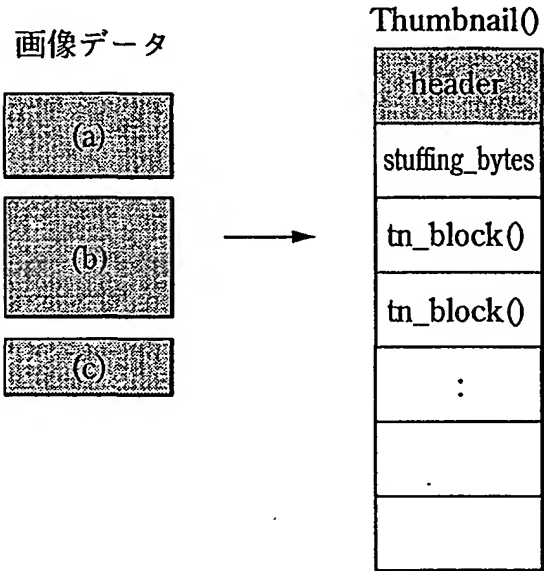 画像データ
(a)
(b)
(c)
Thumbnail()
header
stuffing_bytes
tn_block()
tn_block()
: